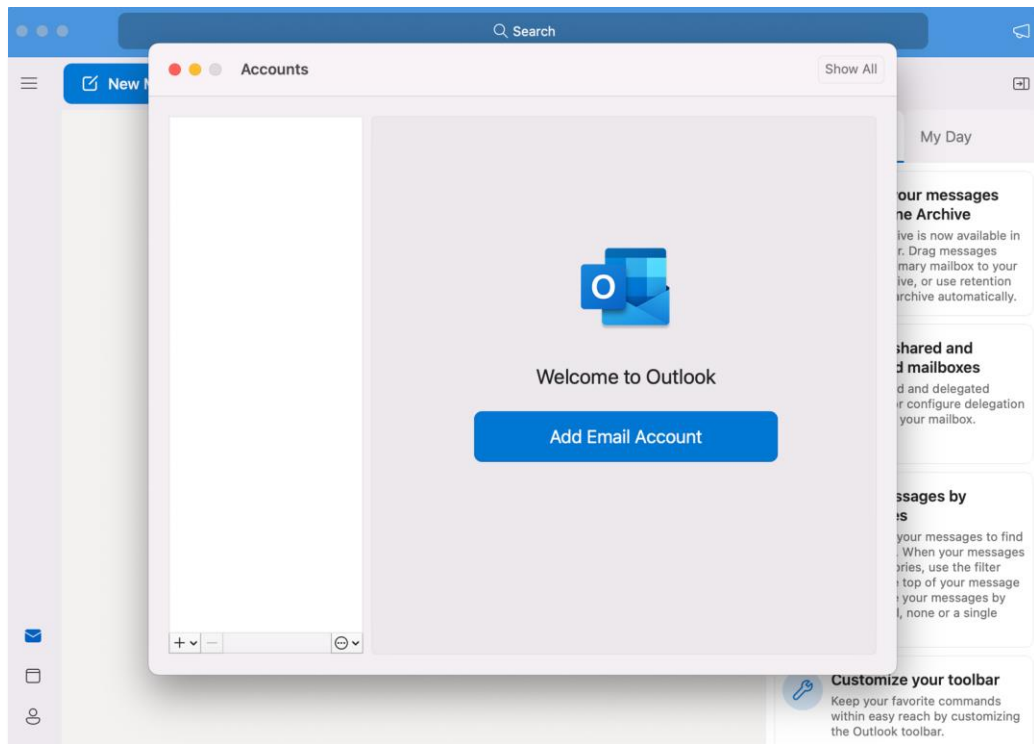 Search
Accounts
Show All
New
My Day
our messages
ne Archive
ive is now available in
r. Drag messages
mary mailbox to your
ive, or use retention
archive automatically.
shared and
d mailboxes
d and delegated
r configure delegation
your mailbox.
ssages by
es
your messages to find
. When your messages
ories, use the filter
top of your message
your messages by
l, none or a single
O
Welcome to Outlook
Add Email Account
Customize your toolbar
Keep your favorite commands
within easy reach by customizing
the Outlook toolbar.